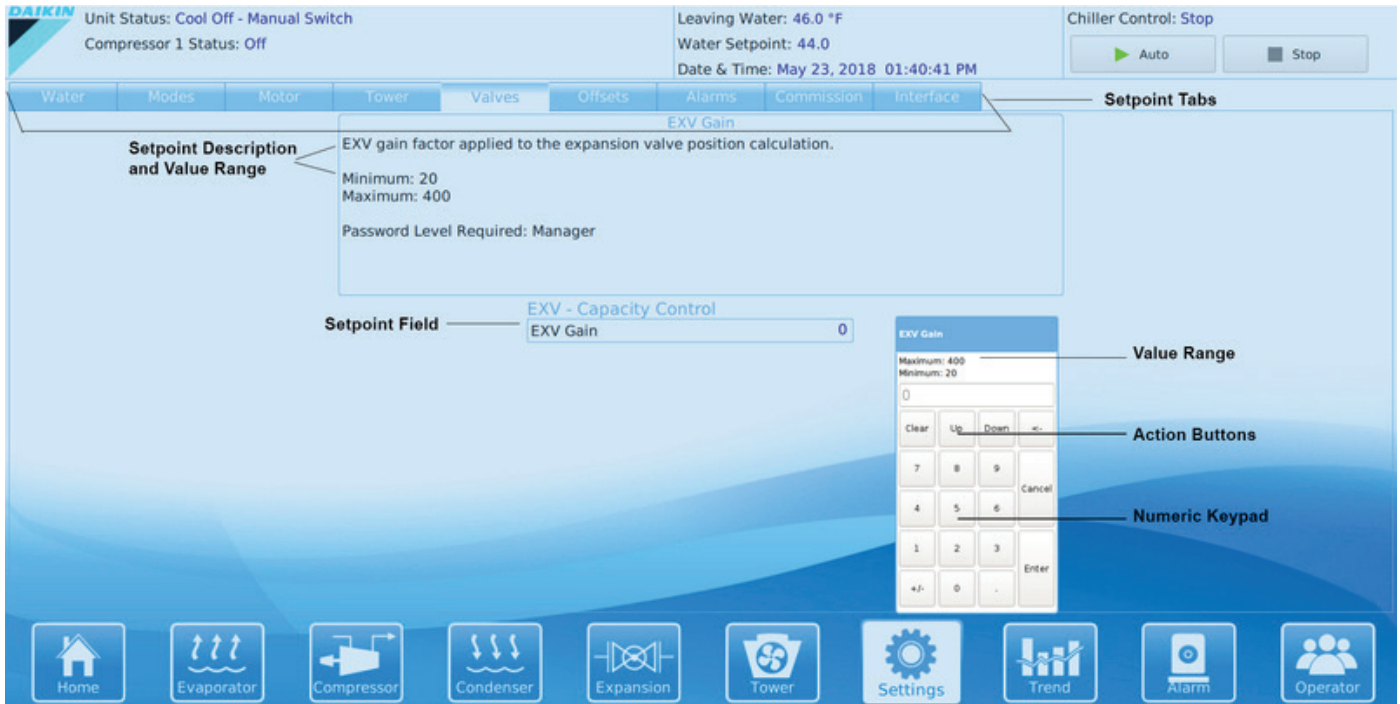 DAIKIN
Unit Status: Cool Off - Manual Switch
Compressor 1 Status: Off
Leaving Water: 46.0 °F
Water Setpoint: 44.0
Date & Time: May 23, 2018 01:40:41 PM
Chiller Control: Stop
Auto
Stop
Water Modes Motor Tower Valves Offsets Alarms Commission Interface
Setpoint Tabs
EXV Gain
Setpoint Description
and Value Range
EXV gain factor applied to the expansion valve position calculation.
Minimum: 20
Maximum: 400
Password Level Required: Manager
EXV - Capacity Control
Setpoint Field
EXV Gain 0
EXV Gain
Maximum: 400
Minimum: 20
Value Range
0
Clear Up Down <-
Action Buttons
7 8 9
Cancel
4 5 6
Numeric Keypad
1 2 3
Enter
+/- 0 .
Home Evaporator Compressor Condenser Expansion Tower Settings Trend Alarm Operator